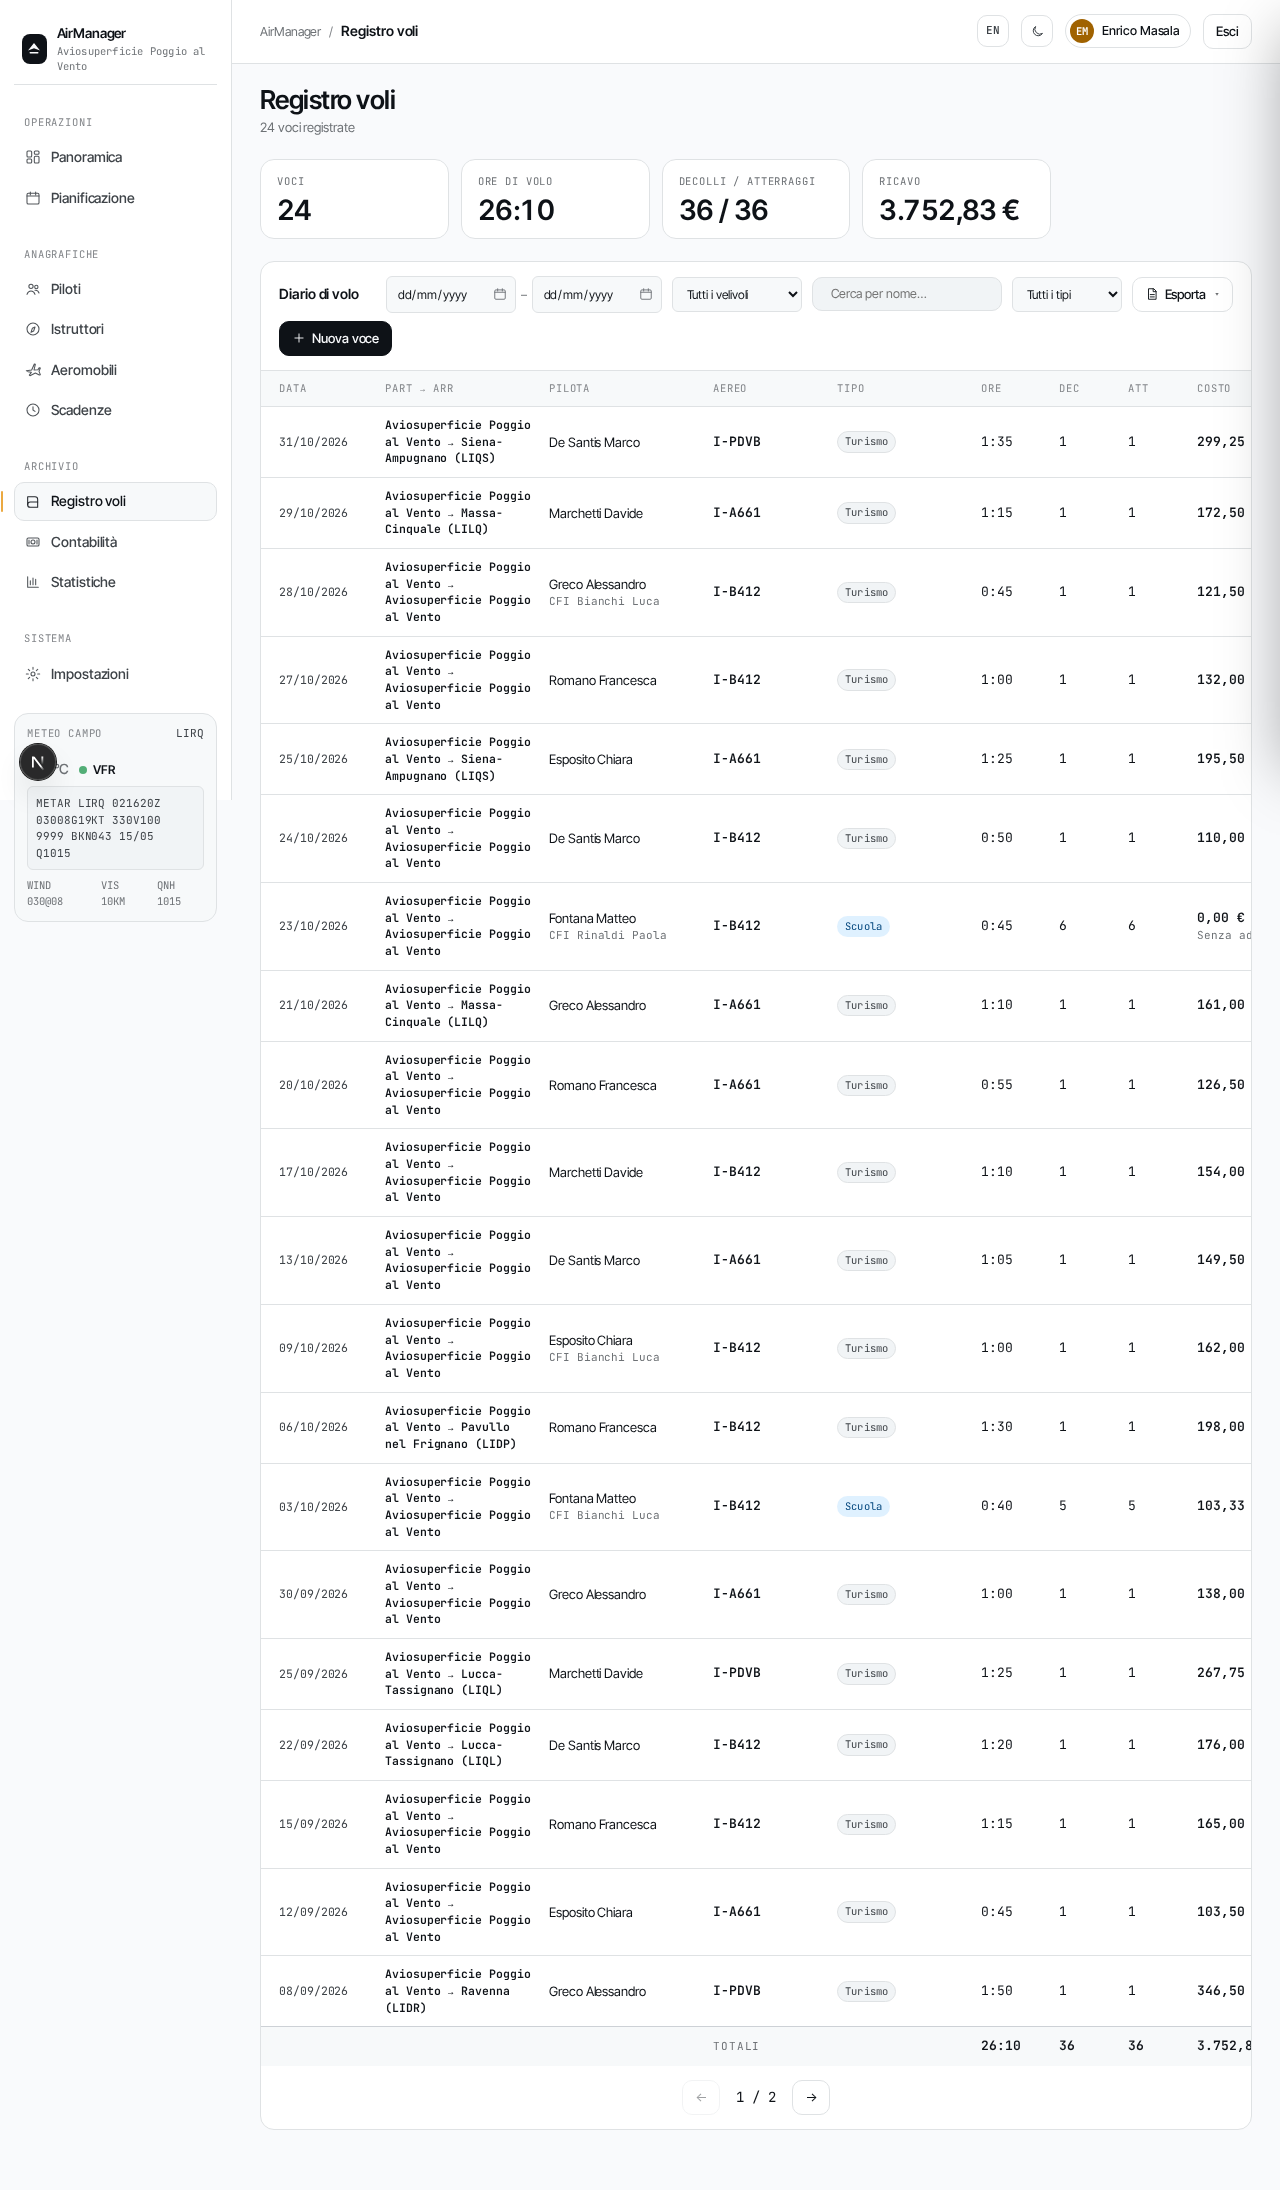 AirManager
Aviosuperficie Poggio al
Vento
OPERAZIONI
Panoramica
Pianificazione
ANAGRAFICHE
Piloti
Istruttori
Aeromobili
Scadenze
ARCHIVIO
Registro voli
Contabilità
Statistiche
SISTEMA
Impostazioni
METEO CAMPO LIRQ
N °C VFR
METAR LIRQ 021620Z
03008G19KT 330V100
9999 BKN043 15/05
Q1015
WIND VIS QNH
030@08 10KM 1015
AirManager / Registro voli
EN EM Enrico Masala Esci
Registro voli
24 voci registrate
VOCI
24
ORE DI VOLO
26:10
DECOLLI / ATTERRAGGI
36 / 36
RICAVO
3.752,83 €
Diario di volo dd/mm/yyyy – dd/mm/yyyy Tutti i velivoli Cerca per nome... Tutti i tipi Esporta
+ Nuova voce
DATA PART → ARR PILOTA AEREO TIPO ORE DEC ATT COSTO
31/10/2026 Aviosuperficie Poggio
al Vento → Siena-
Ampugnano (LIQS) De Santis Marco I-PDVB Turismo 1:35 1 1 299,25
29/10/2026 Aviosuperficie Poggio
al Vento → Massa-
Cinquale (LILQ) Marchetti Davide I-A661 Turismo 1:15 1 1 172,50
28/10/2026 Aviosuperficie Poggio
al Vento →
Aviosuperficie Poggio
al Vento Greco Alessandro
CFI Bianchi Luca I-B412 Turismo 0:45 1 1 121,50
27/10/2026 Aviosuperficie Poggio
al Vento →
Aviosuperficie Poggio
al Vento Romano Francesca I-B412 Turismo 1:00 1 1 132,00
25/10/2026 Aviosuperficie Poggio
al Vento → Siena-
Ampugnano (LIQS) Esposito Chiara I-A661 Turismo 1:25 1 1 195,50
24/10/2026 Aviosuperficie Poggio
al Vento →
Aviosuperficie Poggio
al Vento De Santis Marco I-B412 Turismo 0:50 1 1 110,00
23/10/2026 Aviosuperficie Poggio
al Vento →
Aviosuperficie Poggio
al Vento Fontana Matteo
CFI Rinaldi Paola I-B412 Scuola 0:45 6 6 0,00 €
Senza ad
21/10/2026 Aviosuperficie Poggio
al Vento → Massa-
Cinquale (LILQ) Greco Alessandro I-A661 Turismo 1:10 1 1 161,00
20/10/2026 Aviosuperficie Poggio
al Vento →
Aviosuperficie Poggio
al Vento Romano Francesca I-A661 Turismo 0:55 1 1 126,50
17/10/2026 Aviosuperficie Poggio
al Vento →
Aviosuperficie Poggio
al Vento Marchetti Davide I-B412 Turismo 1:10 1 1 154,00
13/10/2026 Aviosuperficie Poggio
al Vento →
Aviosuperficie Poggio
al Vento De Santis Marco I-A661 Turismo 1:05 1 1 149,50
09/10/2026 Aviosuperficie Poggio
al Vento →
Aviosuperficie Poggio
al Vento Esposito Chiara
CFI Bianchi Luca I-B412 Turismo 1:00 1 1 162,00
06/10/2026 Aviosuperficie Poggio
al Vento → Pavullo
nel Frignano (LIDP) Romano Francesca I-B412 Turismo 1:30 1 1 198,00
03/10/2026 Aviosuperficie Poggio
al Vento →
Aviosuperficie Poggio
al Vento Fontana Matteo
CFI Bianchi Luca I-B412 Scuola 0:40 5 5 103,33
30/09/2026 Aviosuperficie Poggio
al Vento →
Aviosuperficie Poggio
al Vento Greco Alessandro I-A661 Turismo 1:00 1 1 138,00
25/09/2026 Aviosuperficie Poggio
al Vento → Lucca-
Tassignano (LIQL) Marchetti Davide I-PDVB Turismo 1:25 1 1 267,75
22/09/2026 Aviosuperficie Poggio
al Vento → Lucca-
Tassignano (LIQL) De Santis Marco I-B412 Turismo 1:20 1 1 176,00
15/09/2026 Aviosuperficie Poggio
al Vento →
Aviosuperficie Poggio
al Vento Romano Francesca I-B412 Turismo 1:15 1 1 165,00
12/09/2026 Aviosuperficie Poggio
al Vento →
Aviosuperficie Poggio
al Vento Esposito Chiara I-A661 Turismo 0:45 1 1 103,50
08/09/2026 Aviosuperficie Poggio
al Vento → Ravenna
(LIDR) Greco Alessandro I-PDVB Turismo 1:50 1 1 346,50
TOTALI 26:10 36 36 3.752,8
← 1 / 2 →